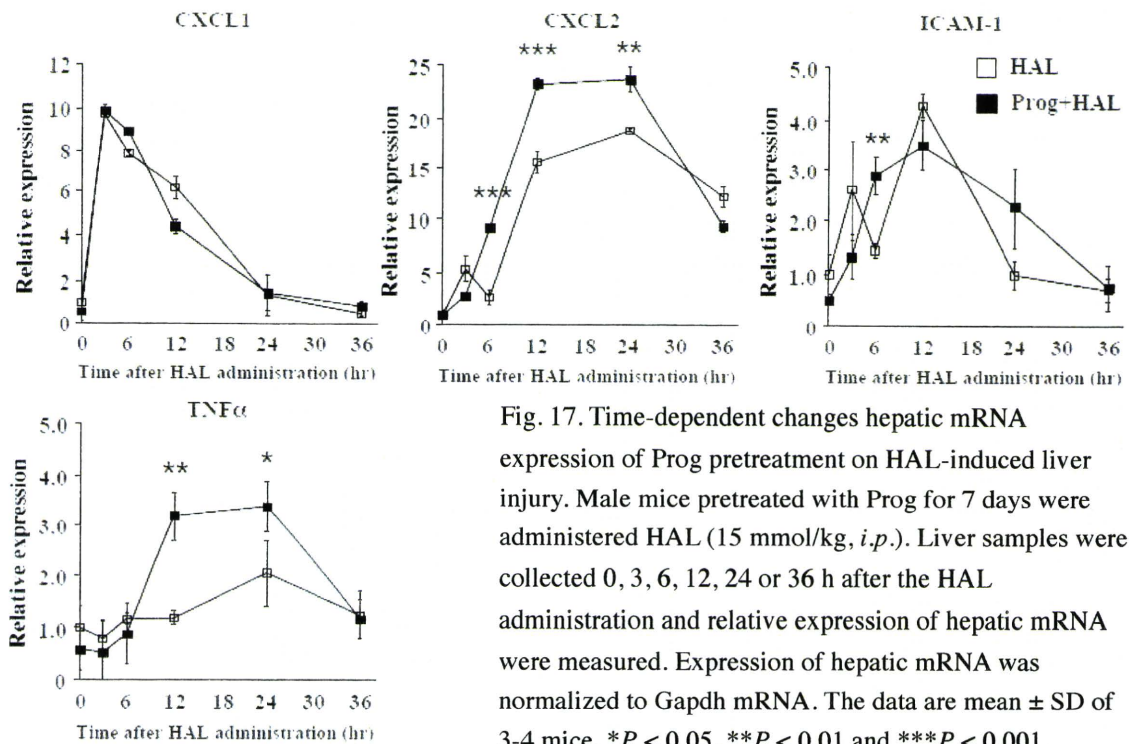 CXCL1
12
10
8
6
4
2
0
Relative expression
0 6 12 18 24 30 36
Time after HAL administration (hr)
CXCL2
*** **
***
25
20
15
10
5
0
Relative expression
0 6 12 18 24 30 36
Time after HAL administration (hr)
ICAM-1
HAL
Prog+HAL
**
5.0
4.0
3.0
2.0
1.0
0
Relative expression
0 6 12 18 24 30 36
Time after HAL administration (hr)
TNFα
** *
5.0
4.0
3.0
2.0
1.0
0
Relative expression
0 6 12 18 24 30 36
Time after HAL administration (hr)
Fig. 17. Time-dependent changes hepatic mRNA
expression of Prog pretreatment on HAL-induced liver
injury. Male mice pretreated with Prog for 7 days were
administered HAL (15 mmol/kg, i.p.). Liver samples were
collected 0, 3, 6, 12, 24 or 36 h after the HAL
administration and relative expression of hepatic mRNA
were measured. Expression of hepatic mRNA was
normalized to Gapdh mRNA. The data are mean ± SD of
3-4 mice. *P < 0.05, **P < 0.01 and ***P < 0.001